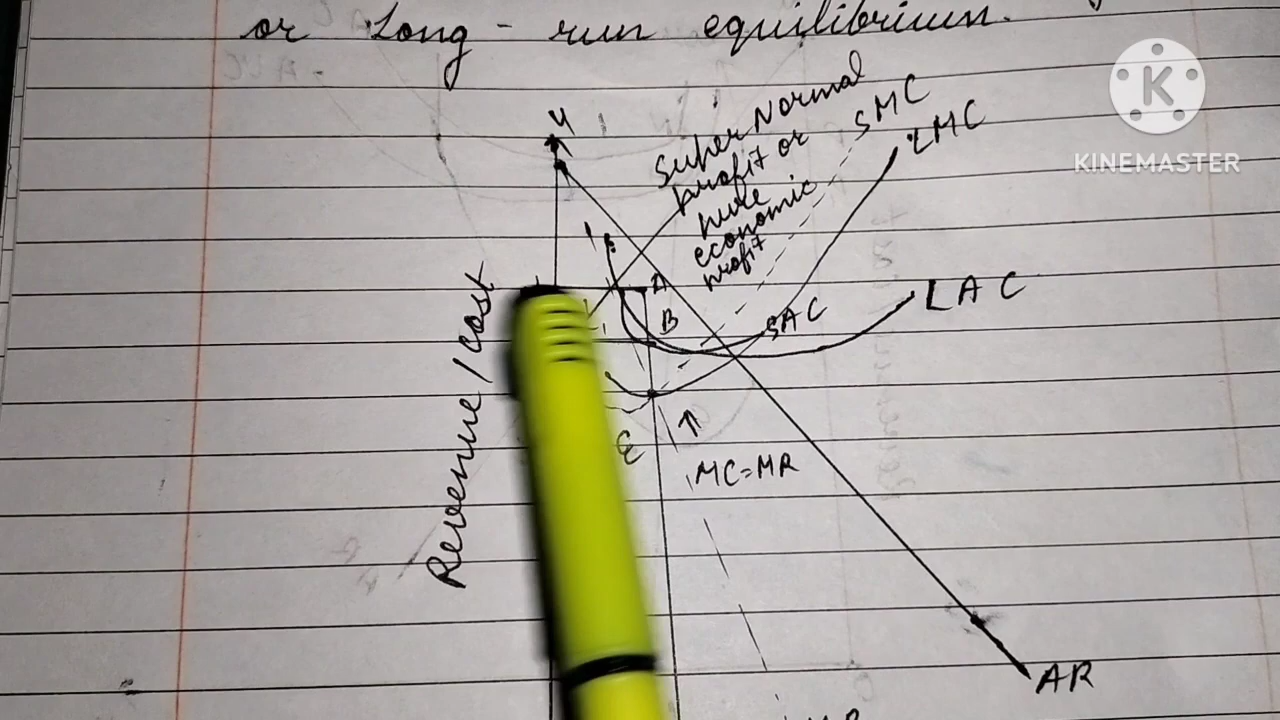 or Long - run equilibrium.
K
KINEMASTER
Y
Super Normal
profit or
pure
economic
profit
SMC
LMC
A
B
SAC
LAC
Revenue / cost
E
MC=MR
AR